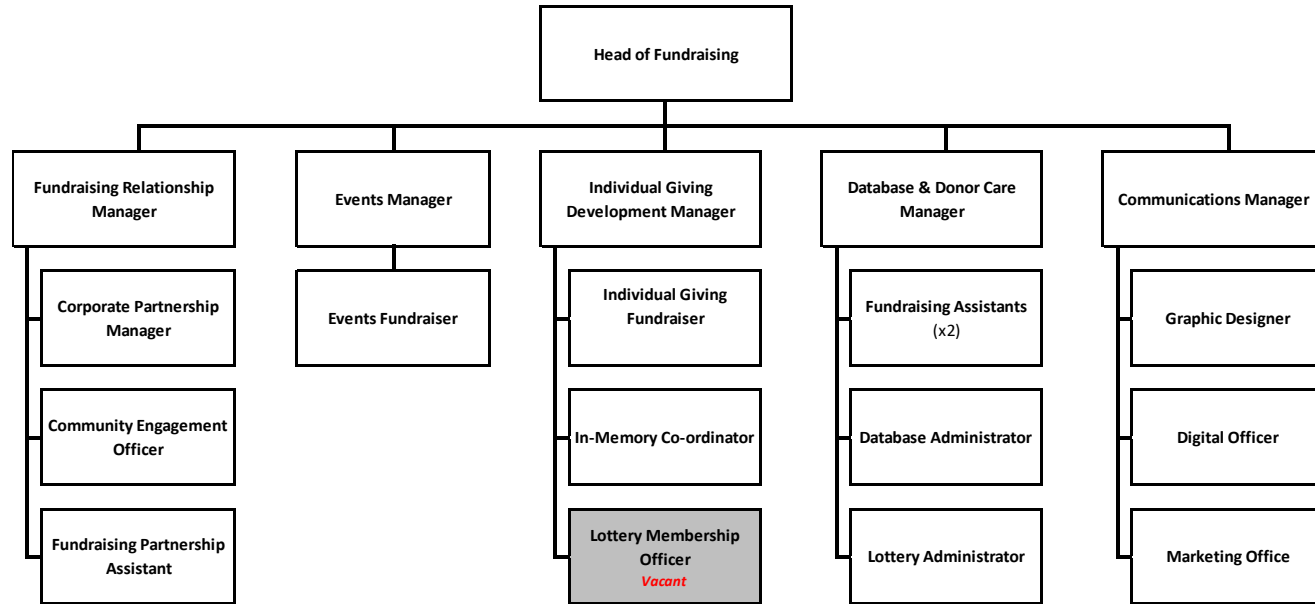 Head of Fundraising
Fundraising Relationship
Manager
Events Manager
Individual Giving
Development Manager
Database & Donor Care
Manager
Communications Manager
Corporate Partnership
Manager
Events Fundraiser
Individual Giving
Fundraiser
Fundraising Assistants
(x2)
Graphic Designer
Community Engagement
Officer
In-Memory Co-ordinator
Database Administrator
Digital Officer
Fundraising Partnership
Assistant
Lottery Membership
Officer
Vacant
Lottery Administrator
Marketing Office